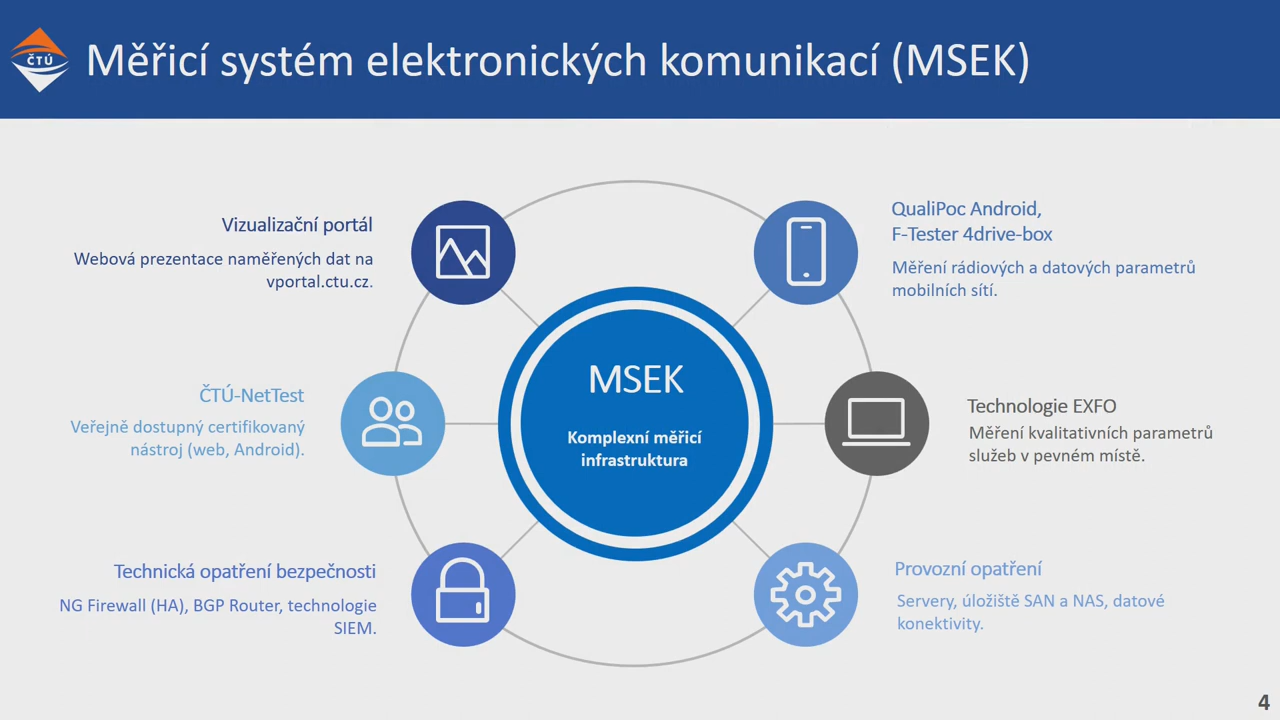 ČTÚ
Měřicí systém elektronických komunikací (MSEK)
Vizualizační portál
Webová prezentace naměřených dat na
vportal.ctu.cz.
QualiPoc Android,
F-Tester 4drive-box
Měření rádiových a datových parametrů
mobilních sítí.
ČTÚ-NetTest
Veřejně dostupný certifikovaný
nástroj (web, Android).
MSEK
Komplexní měřicí
infrastruktura
Technologie EXFO
Měření kvalitativních parametrů
služeb v pevném místě.
Technická opatření bezpečnosti
NG Firewall (HA), BGP Router, technologie
SIEM.
Provozní opatření
Servery, úložiště SAN a NAS, datové
konektivity.
4